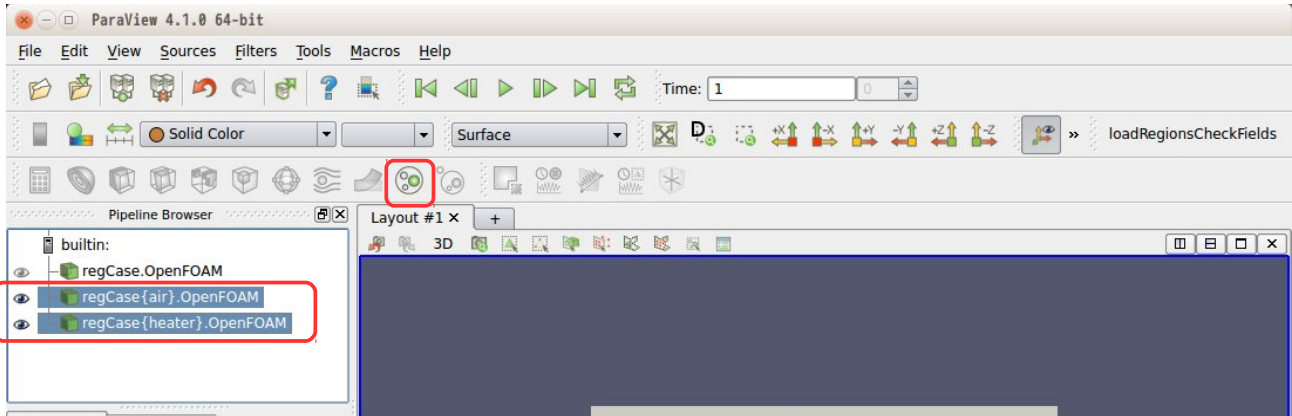 ParaView 4.1.0 64-bit
File Edit View Sources Filters Tools Macros Help
Time: 1 0
Solid Color Surface +X -X +Y -Y +Z -Z » loadRegionsCheckFields
Pipeline Browser Layout #1 × +
builtin: 3D
regCase.OpenFOAM
regCase{air}.OpenFOAM
regCase{heater}.OpenFOAM